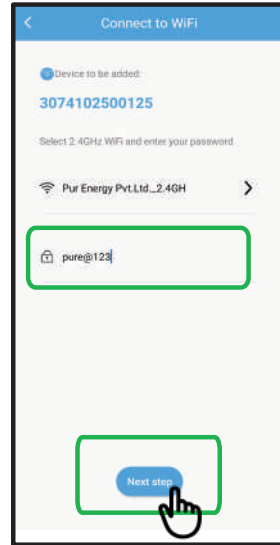 Connect to WiFi
Device to be added:
3074102500125
Select 2.4GHz WiFi and enter your password
Pur Energy Pvt.Ltd._2.4GH
pure@123
Next step